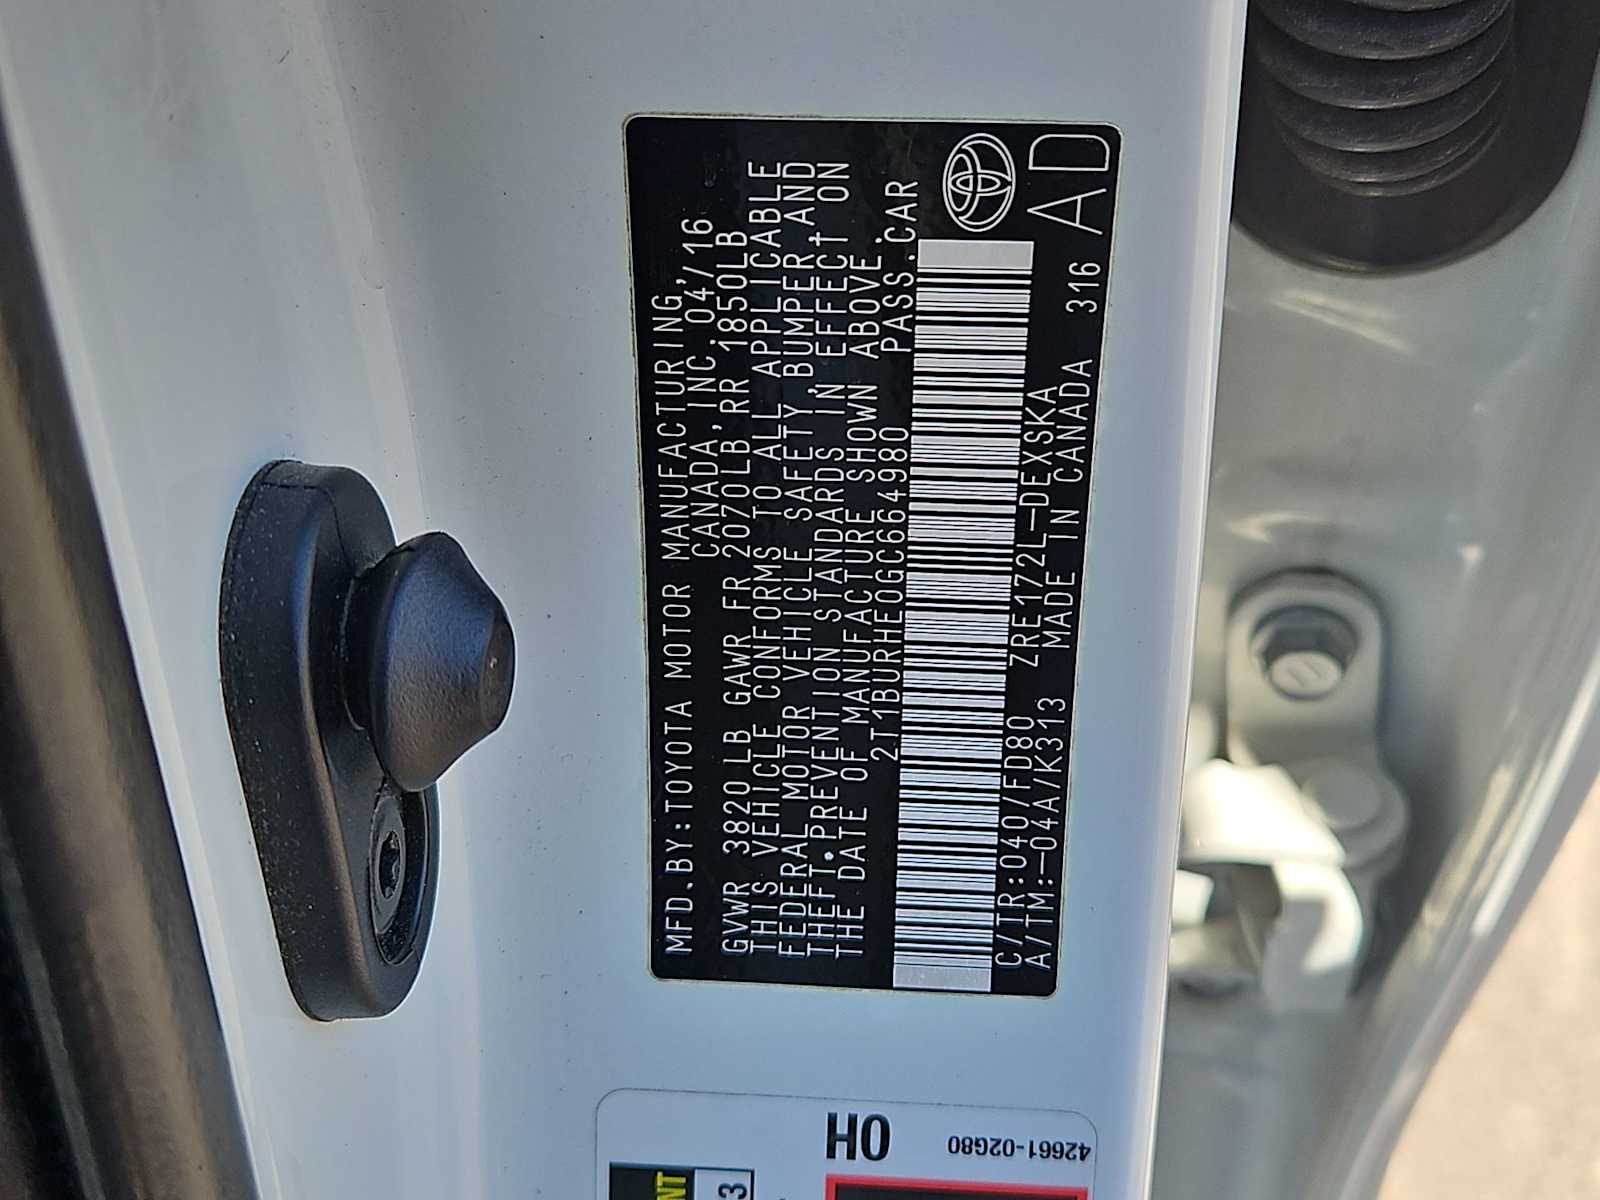 MFD.BY:TOYOTA MOTOR MANUFACTURING,
CANADA,INC. 04/16
GVWR 3820LB GAWR FR 2070LB,RR 1850LB
THIS VEHICLE CONFORMS TO ALL APPLICABLE
FEDERAL MOTOR VEHICLE SAFETY,BUMPER,AND
THEFT•PREVENTION STANDARDS IN EFFECT ON
THE DATE OF MANUFACTURE SHOWN ABOVE.
2T1BURHE0GC664980 PASS.CAR
C/TR:040/FD80 ZRE172L-DEXSKA
A/TM:-04A/K313 MADE IN CANADA 316 AD
0H
42661-02G80
NT
3